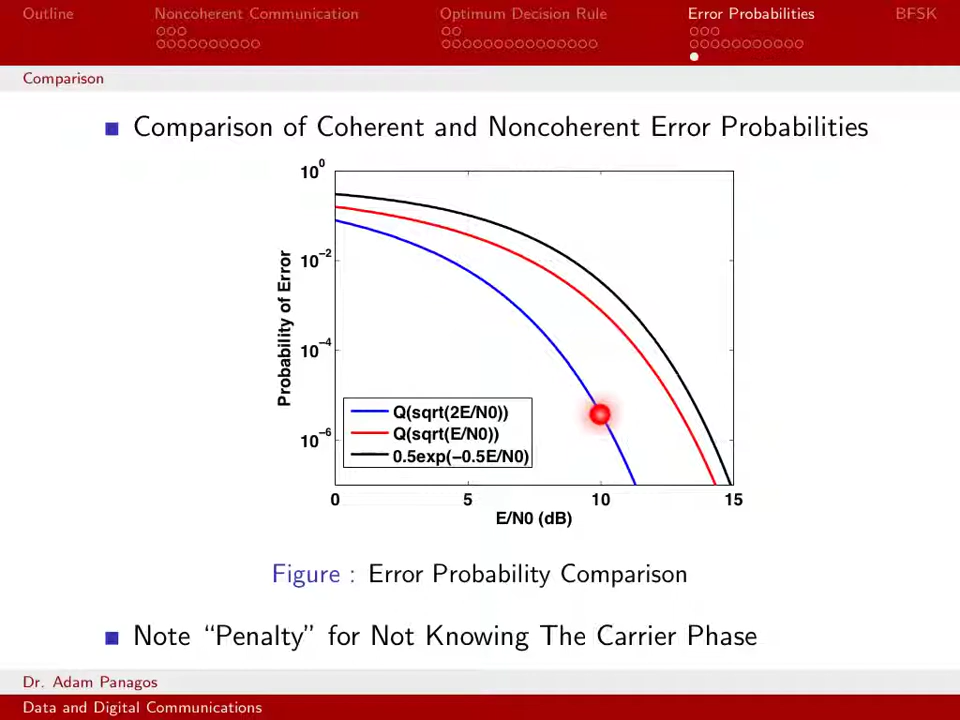 Outline Noncoherent Communication Optimum Decision Rule Error Probabilities BFSK
Comparison
Comparison of Coherent and Noncoherent Error Probabilities
10^0
10^−2
10^−4
10^−6
Probability of Error
Q(sqrt(2E/N0))
Q(sqrt(E/N0))
0.5exp(−0.5E/N0)
0 5 10 15
E/N0 (dB)
Figure : Error Probability Comparison
Note “Penalty” for Not Knowing The Carrier Phase
Dr. Adam Panagos
Data and Digital Communications